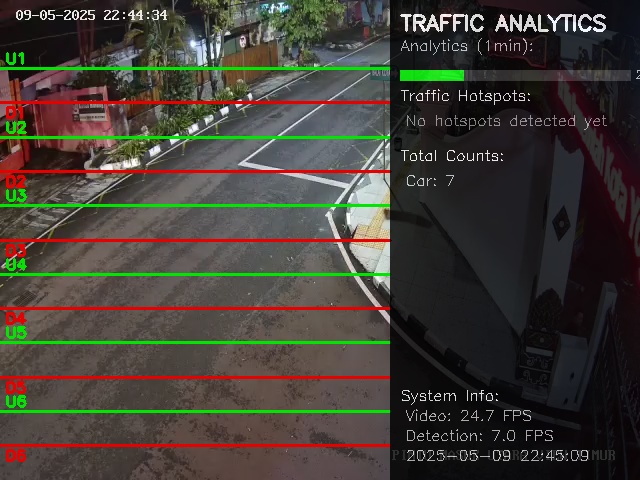 09-05-2025 22:44:34
TRAFFIC ANALYTICS
Analytics (1min):
2
Traffic Hotspots:
No hotspots detected yet
Total Counts:
Car: 7
U1
D1
U2
D2
U3
D3
U4
D4
U5
D5
U6
D6
System Info:
Video: 24.7 FPS
Detection: 7.0 FPS
2025-05-09 22:45:09